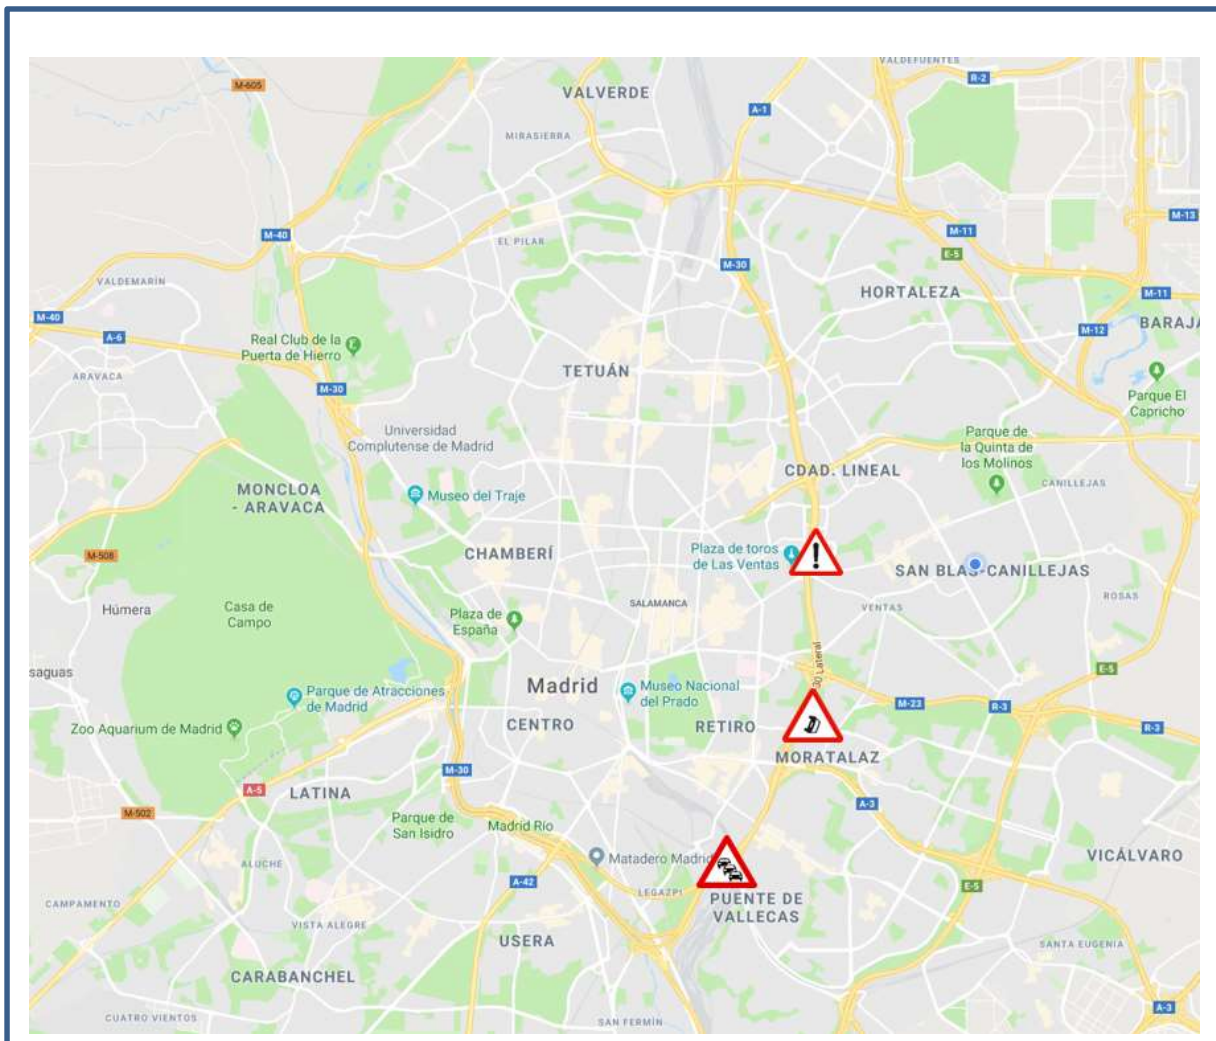 VALDEFUENTES
M-605
R-2
VALVERDE
A-1
MIRASIERRA
M-13
M-40
M-11
EL PILAR
E-5
M-30
VALDEMARÍN
HORTALEZA
M-11
M-40
M-12
BARAJA
A-6
Real Club de la
Puerta de Hierro
TETUÁN
ARAVACA
M-30
Parque El
Capricho
Universidad
Complutense de Madrid
Parque de
la Quinta de
los Molinos
CDAD. LINEAL
CANILLEJAS
MONCLOA
- ARAVACA
Museo del Traje
CHAMBERÍ
Plaza de toros
de Las Ventas
!
M-508
SAN BLAS-CANILLEJAS
ROSAS
Húmera
Casa de
Campo
SALAMANCA
VENTAS
Plaza de
España
30 Lateral
E-5
saguas
Madrid
Museo Nacional
del Prado
Parque de Atracciones
de Madrid
M-23
R-3
CENTRO
RETIRO
R-3
Zoo Aquarium de Madrid
MORATALAZ
M-30
A-5
LATINA
A-3
M-502
Parque de
San Isidro
Madrid Río
Matadero Madrid
VICÁLVARO
ALUCHE
A-42
LEGAZPI
E-5
PUENTE DE
VALLECAS
CAMPAMENTO
VISTA ALEGRE
USERA
SANTA EUGENIA
CARABANCHEL
A-3
CUATRO VIENTOS
SAN FERMÍN